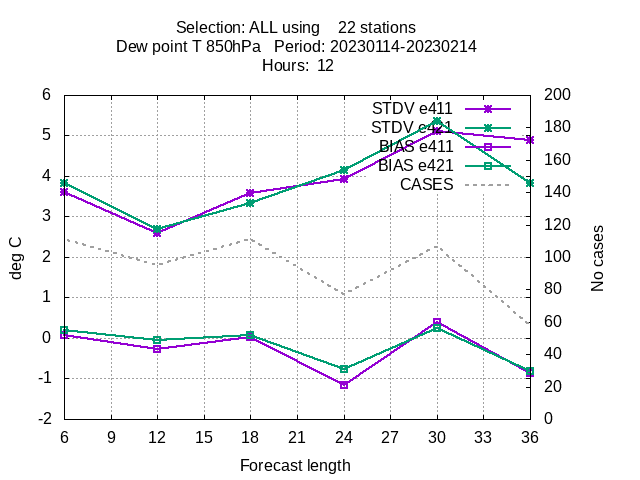 Selection: ALL using 22 stations
Dew point T 850hPa Period: 20230114-20230214
Hours: 12
STDV e411
STDV e421
BIAS e411
BIAS e421
CASES
deg C
No cases
6
5
4
3
2
1
0
-1
-2
200
180
160
140
120
100
80
60
40
20
0
6 9 12 15 18 21 24 27 30 33 36
Forecast length